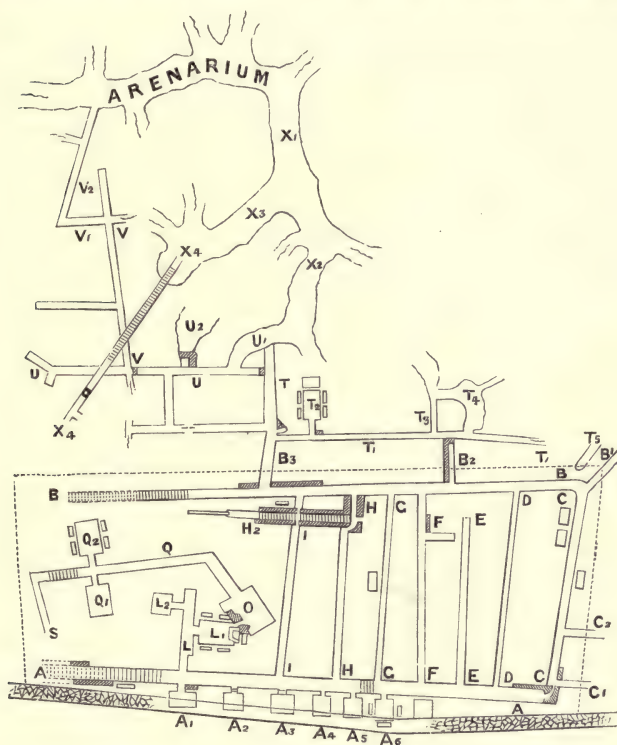 ARENARIUM
X1
V2
X3
V1 V
X4 X2
U2
U1
V
U U T T2 T3 T4
X4
T1 T1 T5
B3 B2 B1
B B
H G D C
H2 I F E
Q2 Q
O
Q1 L2 C2
S L1
L
A I H G F E D C C1
A
A1 A2 A3 A4 A5 A6